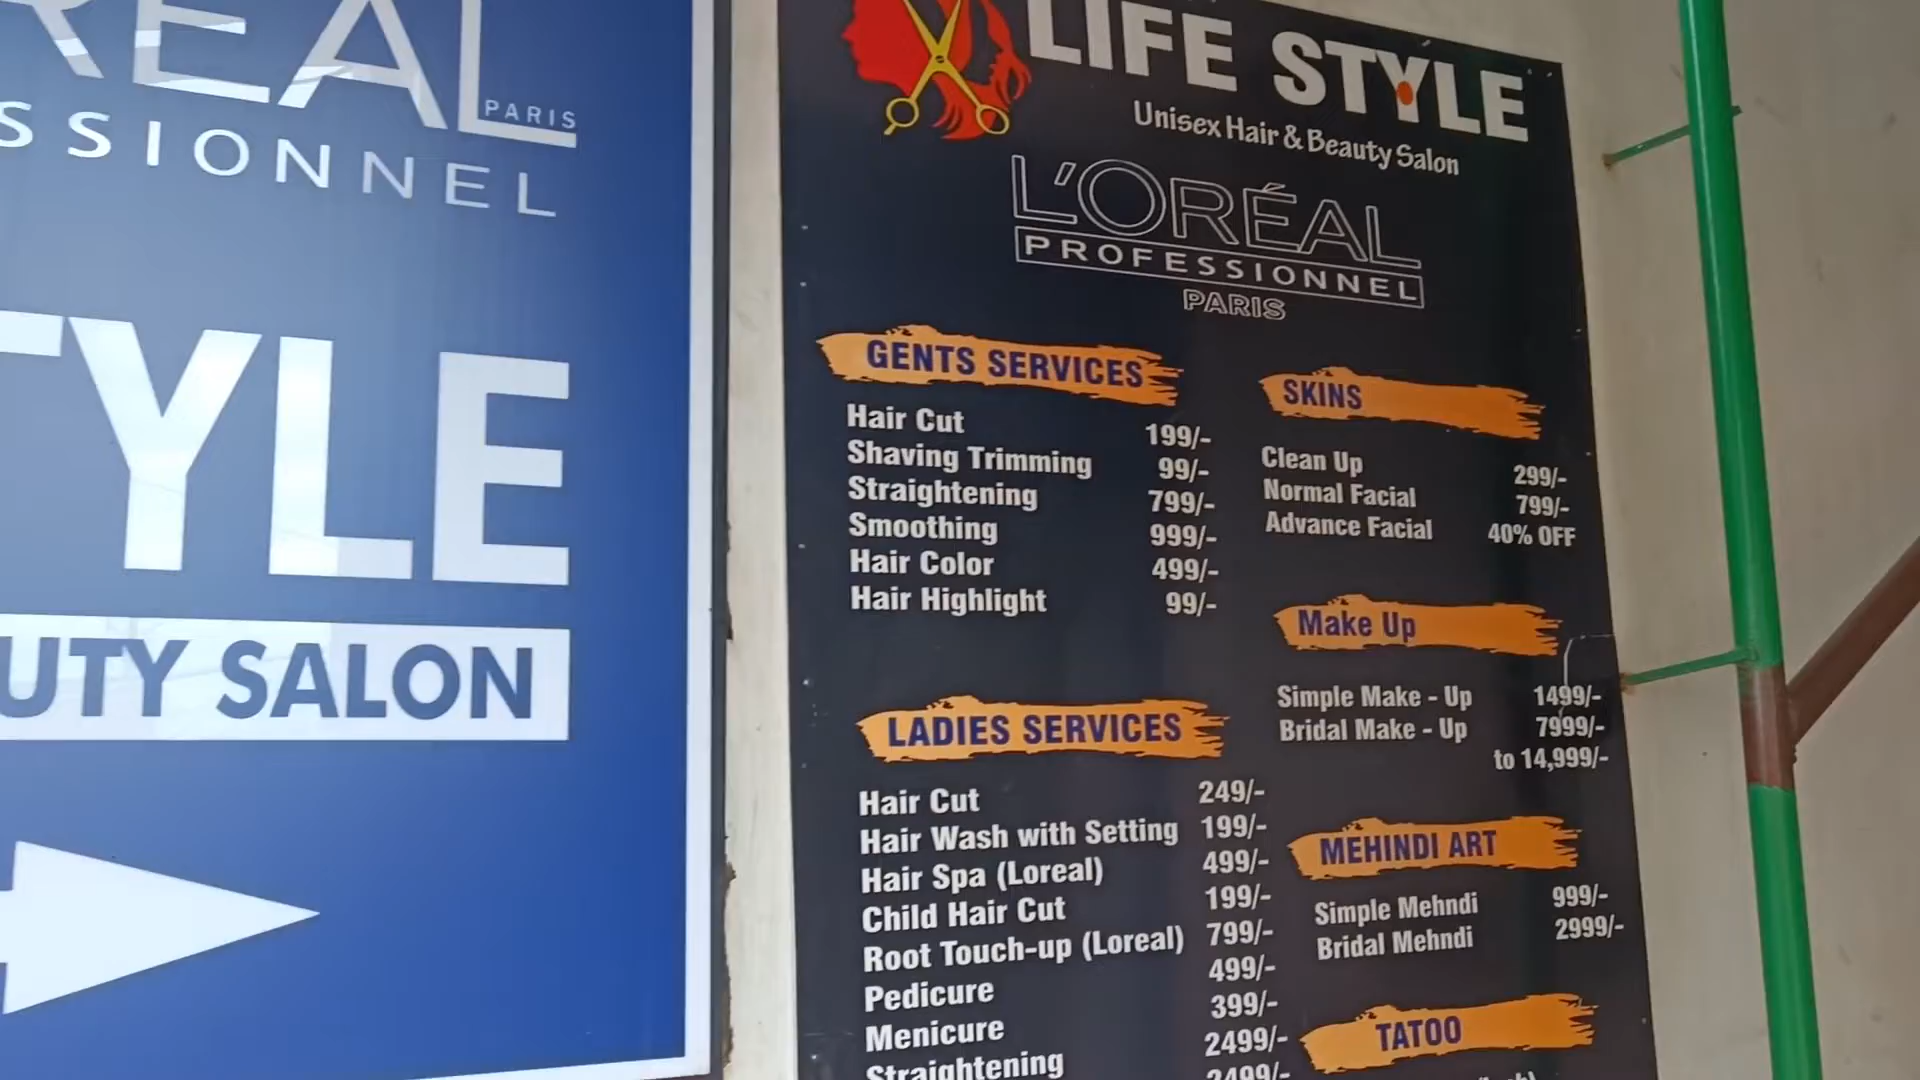 RÉAL
PARIS
SSIONNEL
TYLE
UTY SALON
LIFE STYLE
Unisex Hair & Beauty Salon
L'ORÉAL
PROFESSIONNEL
PARIS
GENTS SERVICES
Hair Cut 199/-
Shaving Trimming 99/-
Straightening 799/-
Smoothing 999/-
Hair Color 499/-
Hair Highlight 99/-
LADIES SERVICES
Hair Cut 249/-
Hair Wash with Setting 199/-
Hair Spa (Loreal) 499/-
Child Hair Cut 199/-
Root Touch-up (Loreal) 799/-
Pedicure 499/-
Menicure 399/-
Straightening 2499/-
2499/-
SKINS
Clean Up 299/-
Normal Facial 799/-
Advance Facial 40% OFF
Make Up
Simple Make - Up 1499/-
Bridal Make - Up 7999/-
to 14,999/-
MEHINDI ART
Simple Mehndi 999/-
Bridal Mehndi 2999/-
TATOO